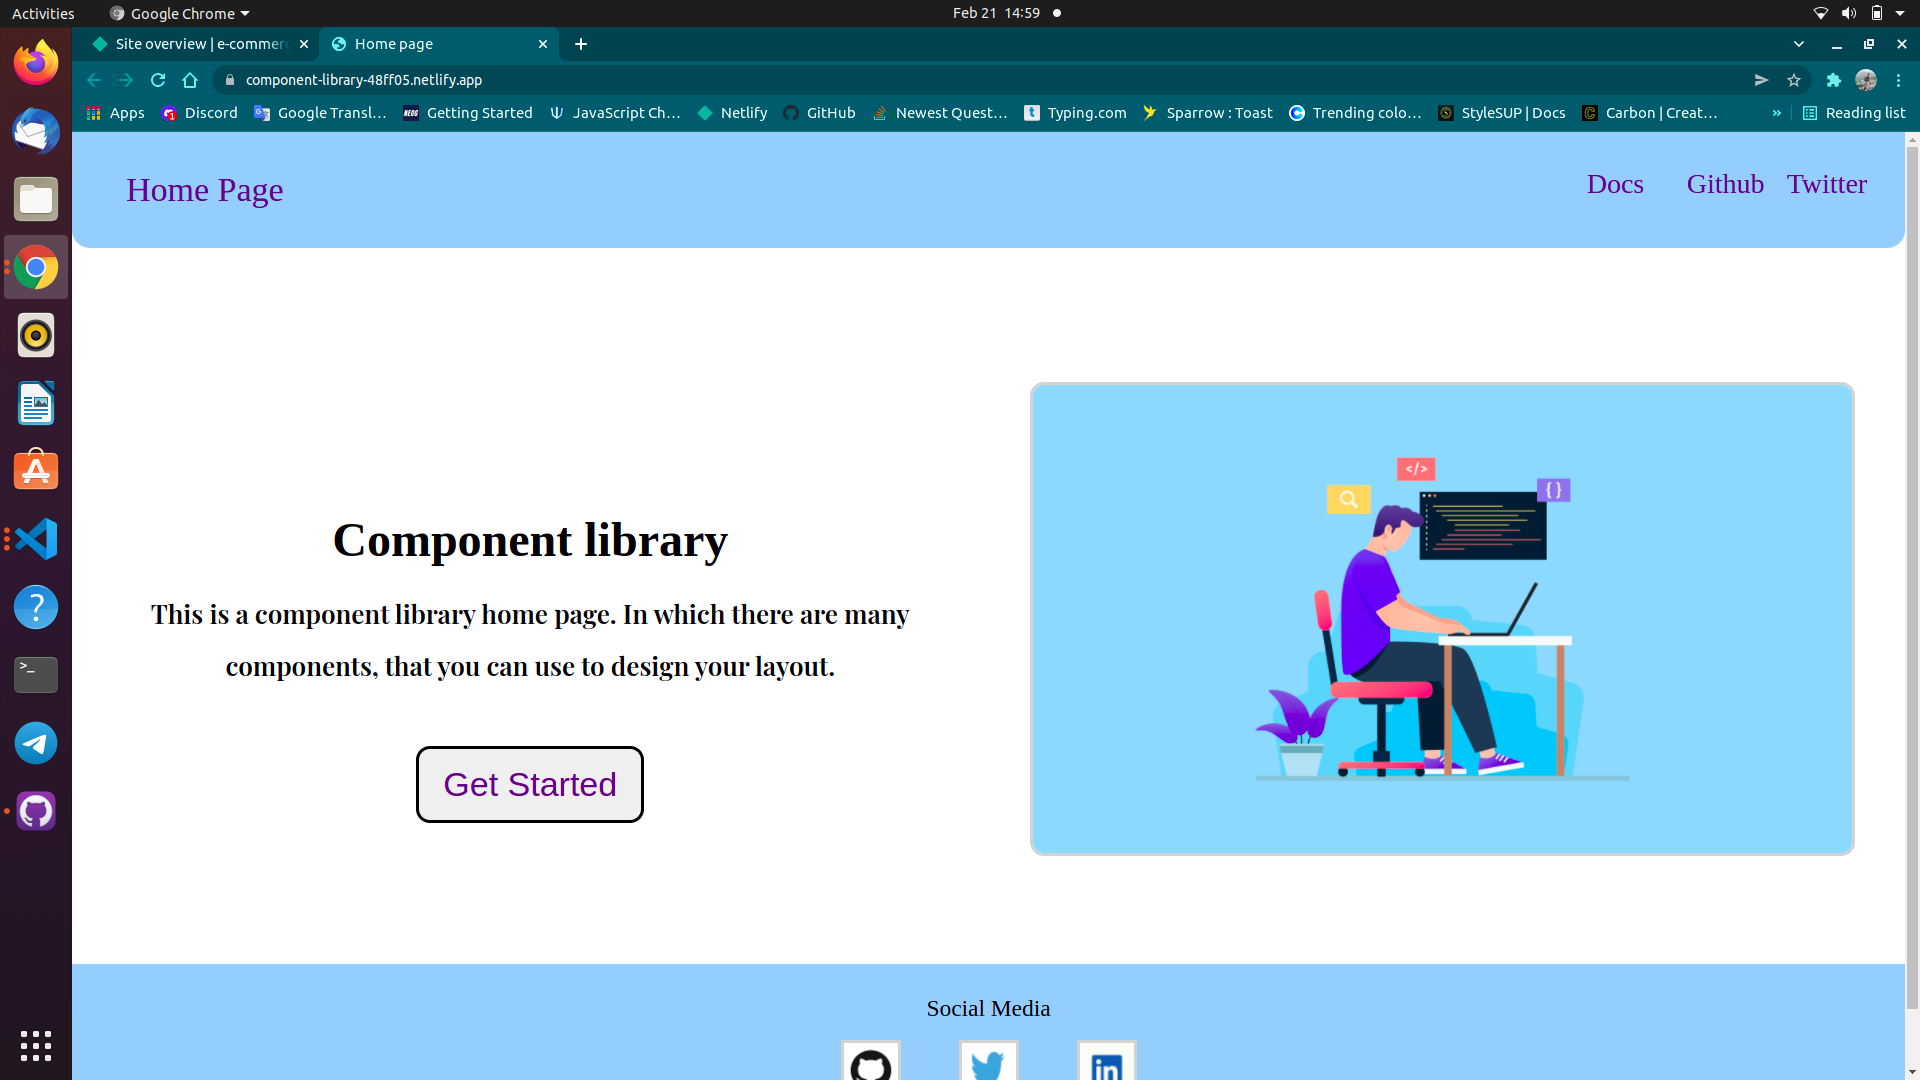 Activities
Google Chrome
Feb 21 14:59
Site overview | e-commerc
Home page
component-library-48ff05.netlify.app
Apps
Discord
Google Transl…
Getting Started
JavaScript Ch…
Netlify
GitHub
Newest Quest…
Typing.com
Sparrow : Toast
Trending colo…
StyleSUP | Docs
Carbon | Creat…
»
Reading list
Home Page
Docs
Github
Twitter
</>
{ }
Component library
This is a component library home page. In which there are many
components, that you can use to design your layout.
Get Started
Social Media
in